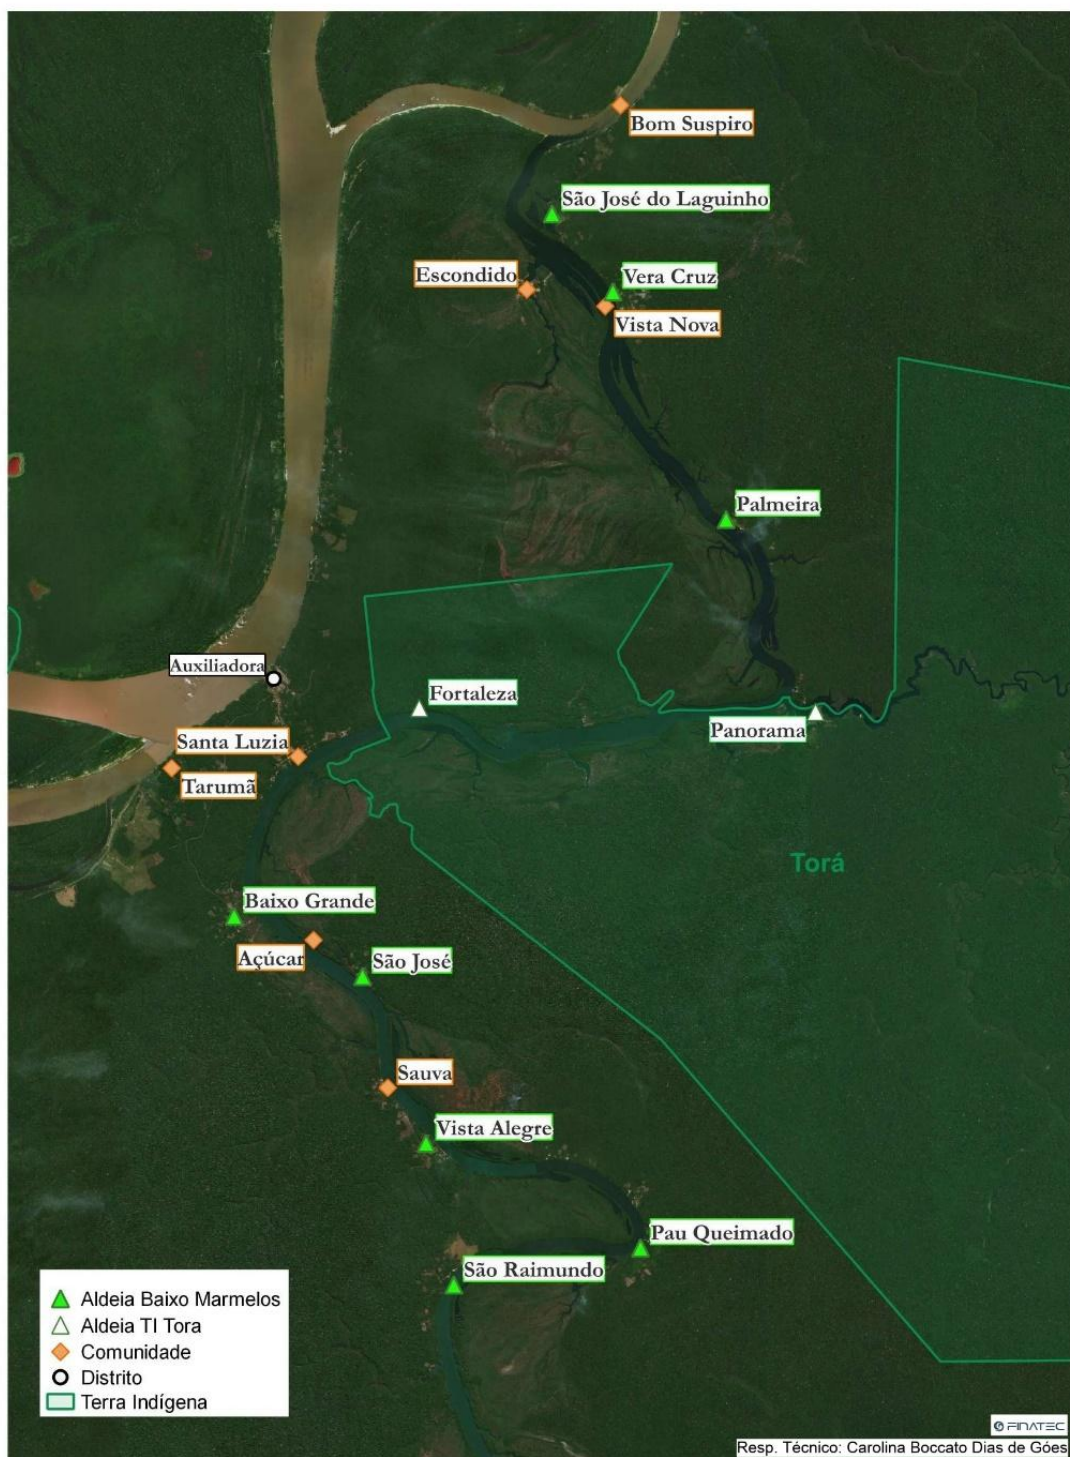 Bom Suspiro
São José do Laguinho
Escondido
Vera Cruz
Vista Nova
Palmeira
Auxiliadora
Fortaleza
Santa Luzia
Panorama
Tarumã
Torá
Baixo Grande
Açúcar
São José
Sauva
Vista Alegre
Pau Queimado
São Raimundo
Aldeia Baixo Marmelos
Aldeia TI Tora
Comunidade
Distrito
Terra Indígena
FINATEC
Resp. Técnico: Carolina Boccato Dias de Góes